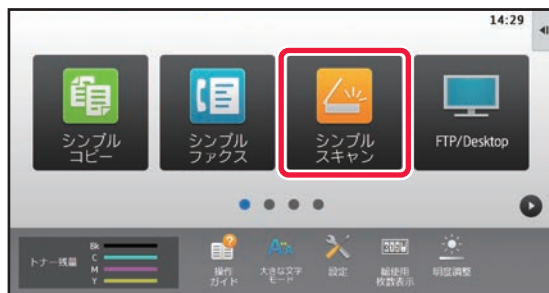 14:29
シンプル
コピー
シンプル
ファクス
シンプル
スキャン
FTP/Desktop
トナー残量
Bk
C
M
Y
操作
ガイド
大きな文字
モード
設定
総使用
枚数表示
明度調整